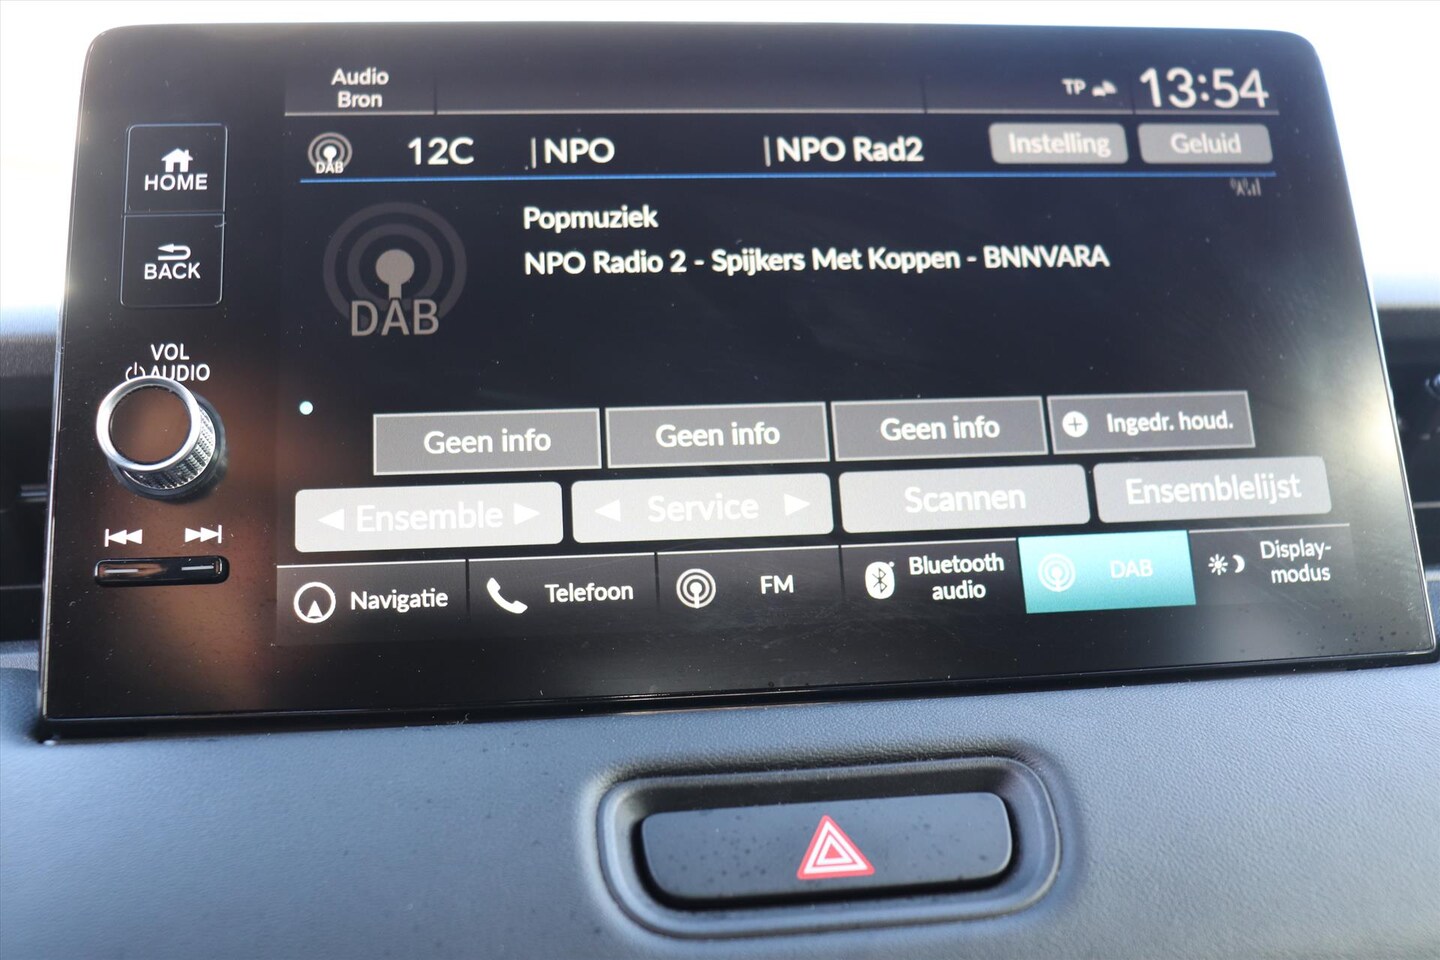 Audio
Bron
TP
13:54
DAB
12C
NPO
NPO Rad2
Instelling
Geluid
HOME
BACK
VOL
AUDIO
DAB
Popmuziek
NPO Radio 2 - Spijkers Met Koppen - BNNVARA
Geen info
Geen info
Geen info
Ingedr. houd.
Ensemble
Service
Scannen
Ensemblelijst
Navigatie
Telefoon
FM
Bluetooth
audio
DAB
Display-
modus